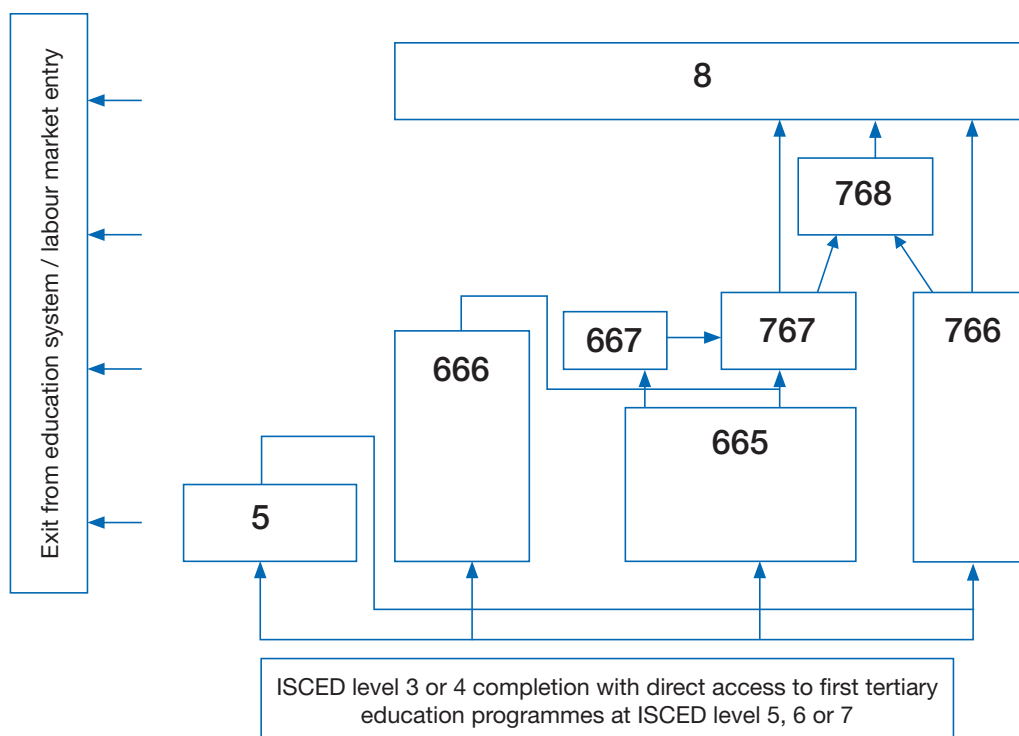 Exit from education system / labour market entry
8
768
667
767
766
666
665
5
ISCED level 3 or 4 completion with direct access to first tertiary
education programmes at ISCED level 5, 6 or 7